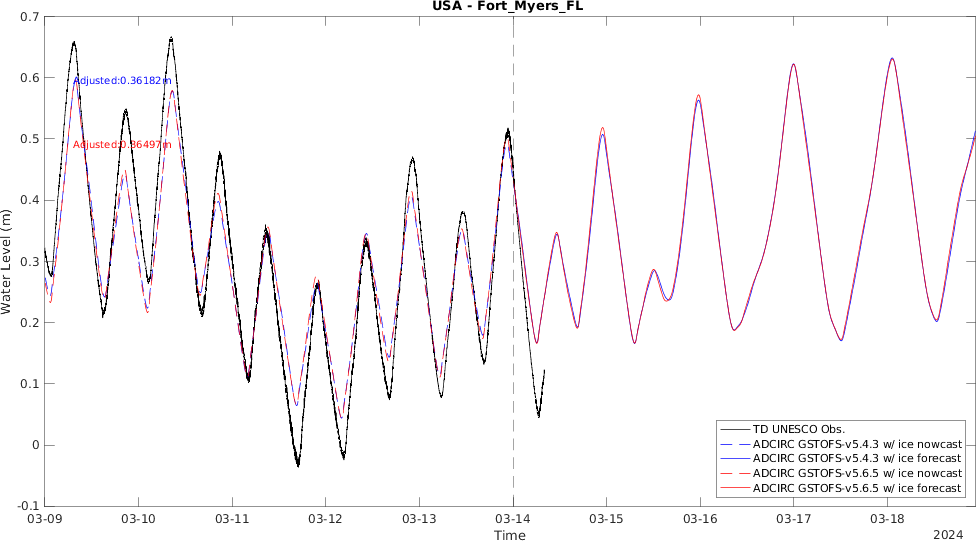 USA - Fort_Myers_FL
0.7
0.6
0.5
0.4
0.3
0.2
0.1
0
-0.1
Water Level (m)
Adjusted:0.36182m
Adjusted:0.36497m
TD UNESCO Obs.
ADCIRC GSTOFS-v5.4.3 w/ ice nowcast
ADCIRC GSTOFS-v5.4.3 w/ ice forecast
ADCIRC GSTOFS-v5.6.5 w/ ice nowcast
ADCIRC GSTOFS-v5.6.5 w/ ice forecast
03-09 03-10 03-11 03-12 03-13 03-14 03-15 03-16 03-17 03-18
Time
2024